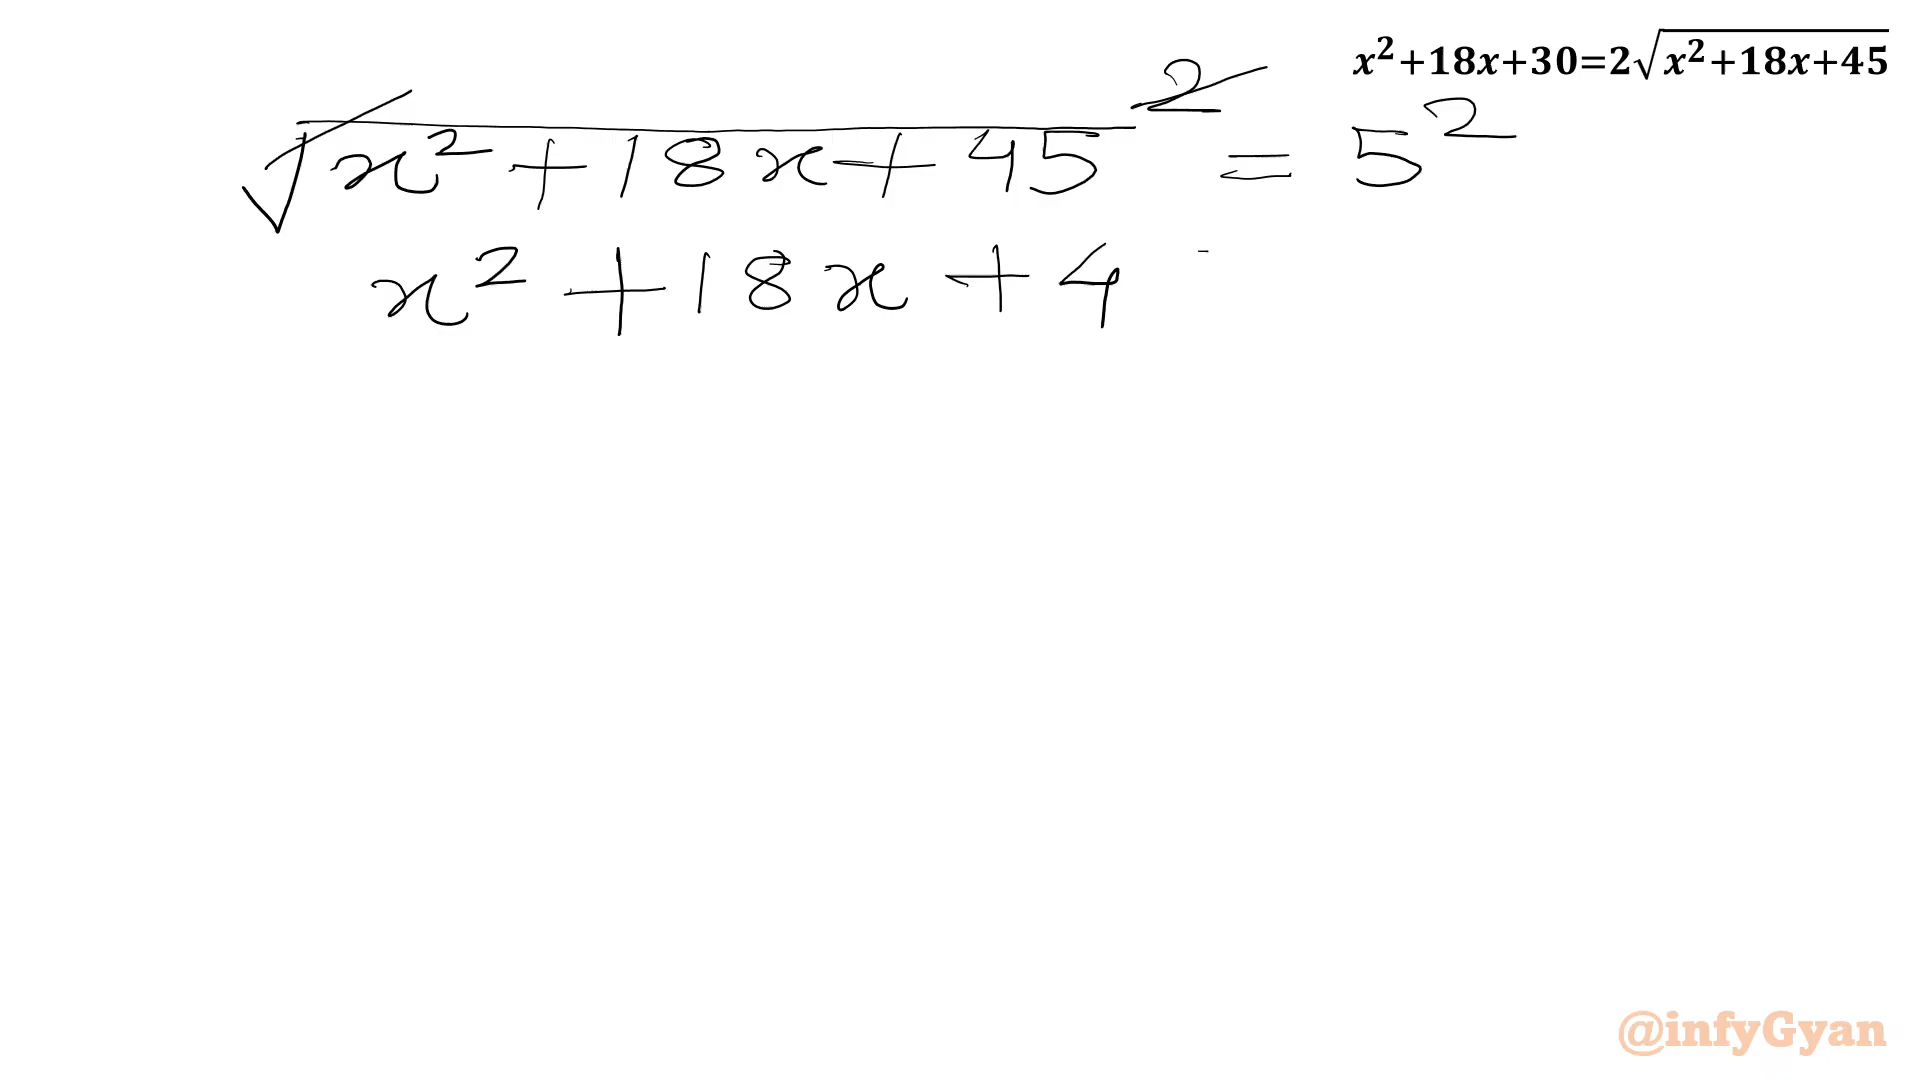 x²+18x+30=2√x²+18x+45
√x²+18x+45² = 5²
x²+18x+4
@infyGyan